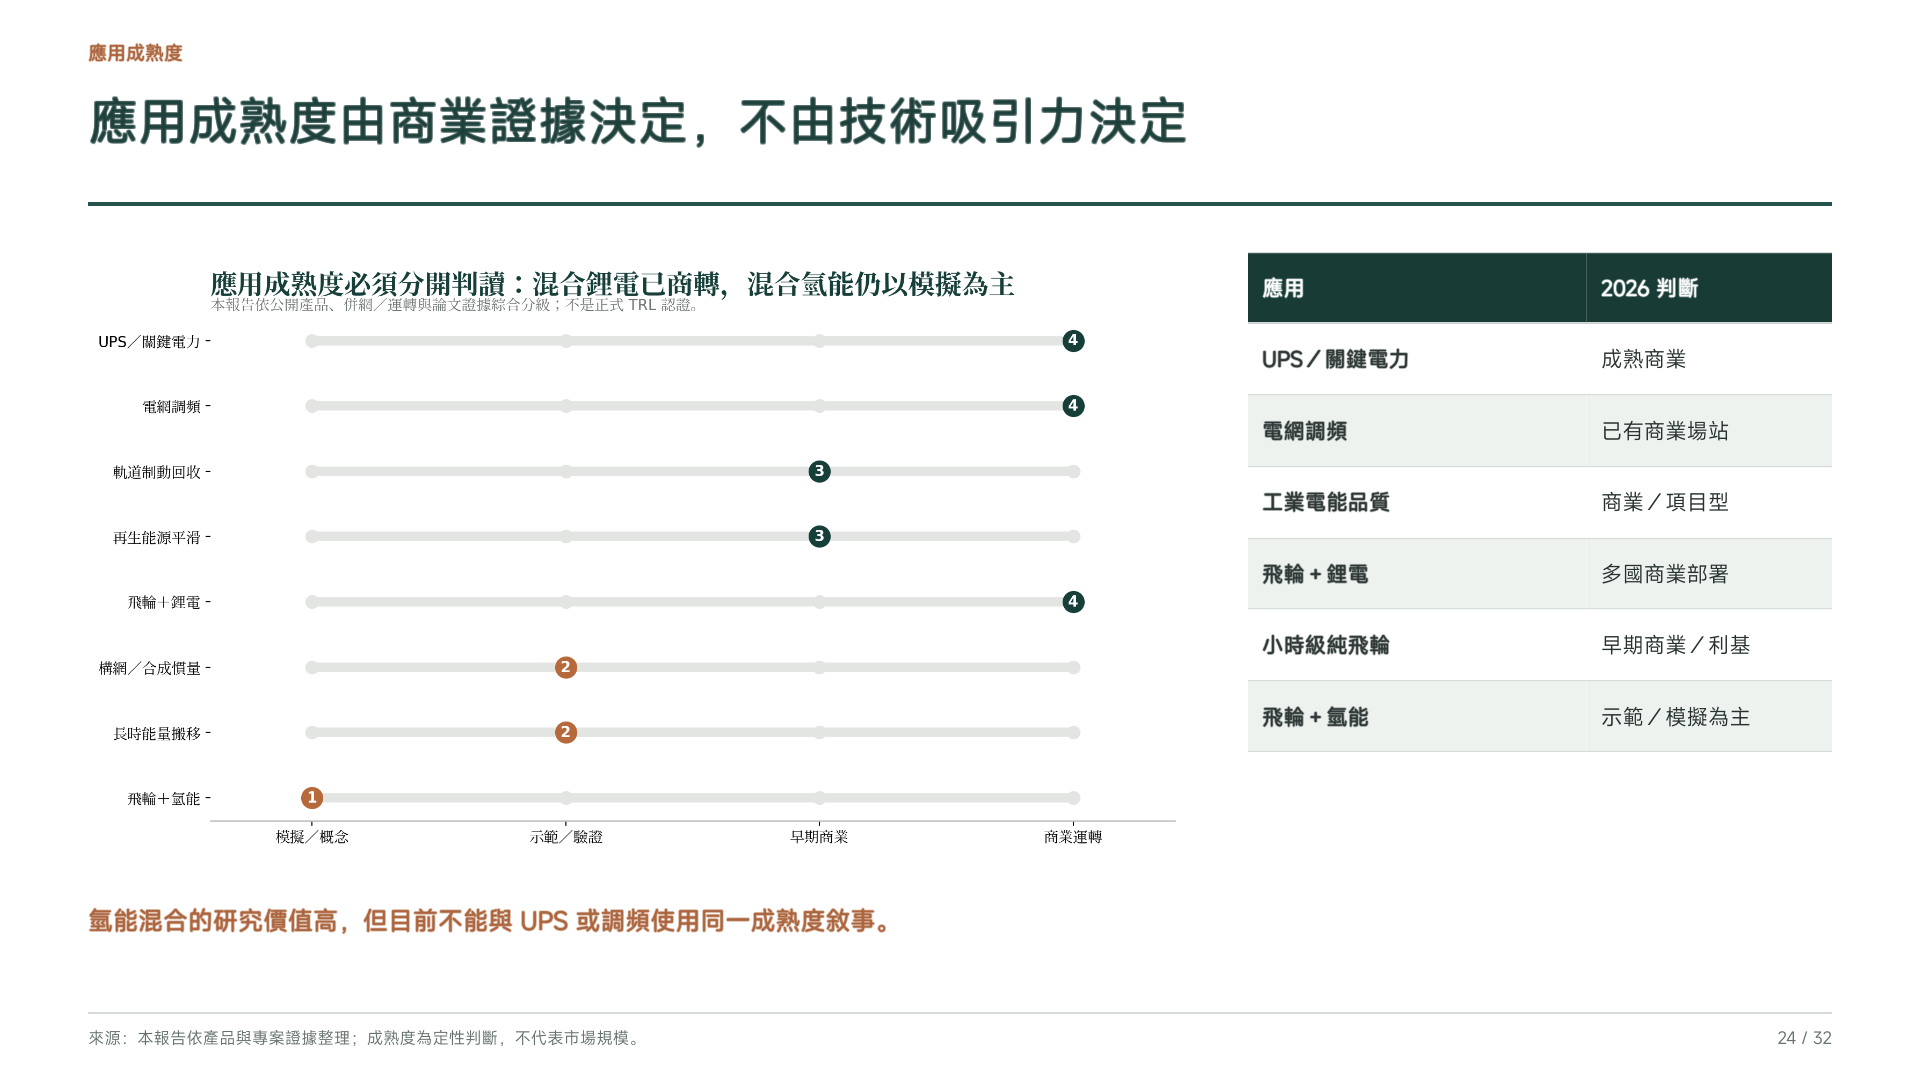 應用成熟度
應用成熟度由商業證據決定，不由技術吸引力決定
應用成熟度必須分開判讀：混合鋰電已商轉，混合氫能仍以模擬為主
本報告依公開產品、併網／運轉與論文證據綜合分級；不是正式 TRL 認證。
UPS／關鍵電力
4
電網調頻
4
軌道制動回收
3
再生能源平滑
3
飛輪＋鋰電
4
構網／合成慣量
2
長時能量搬移
2
飛輪＋氫能
1
模擬／概念
示範／驗證
早期商業
商業運轉
應用
2026 判斷
UPS／關鍵電力
成熟商業
電網調頻
已有商業場站
工業電能品質
商業／項目型
飛輪 + 鋰電
多國商業部署
小時級純飛輪
早期商業／利基
飛輪 + 氫能
示範／模擬為主
氫能混合的研究價值高，但目前不能與 UPS 或調頻使用同一成熟度敘事。
來源：本報告依產品與專案證據整理；成熟度為定性判斷，不代表市場規模。
24 / 32